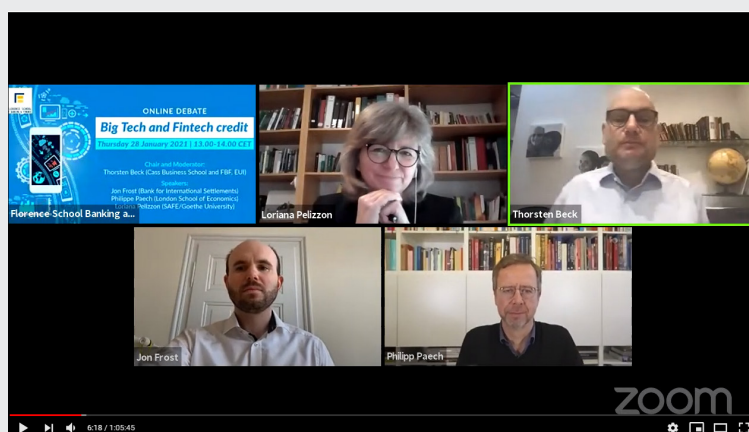 ONLINE DEBATE
Big Tech and Fintech credit
Thursday 28 January 2021 | 13.00-14.00 CET
Chair and Moderator:
Thorsten Beck (Cass Business School and FBF, EUI)
Speakers:
Jon Frost (Bank for International Settlements)
Philipp Paech (London School of Economics)
Loriana Pelizzon (SAFE/Goethe University)
Florence School Banking a...
Loriana Pelizzon
Thorsten Beck
Jon Frost
Philipp Paech
zoom
6:18 / 1:05:45